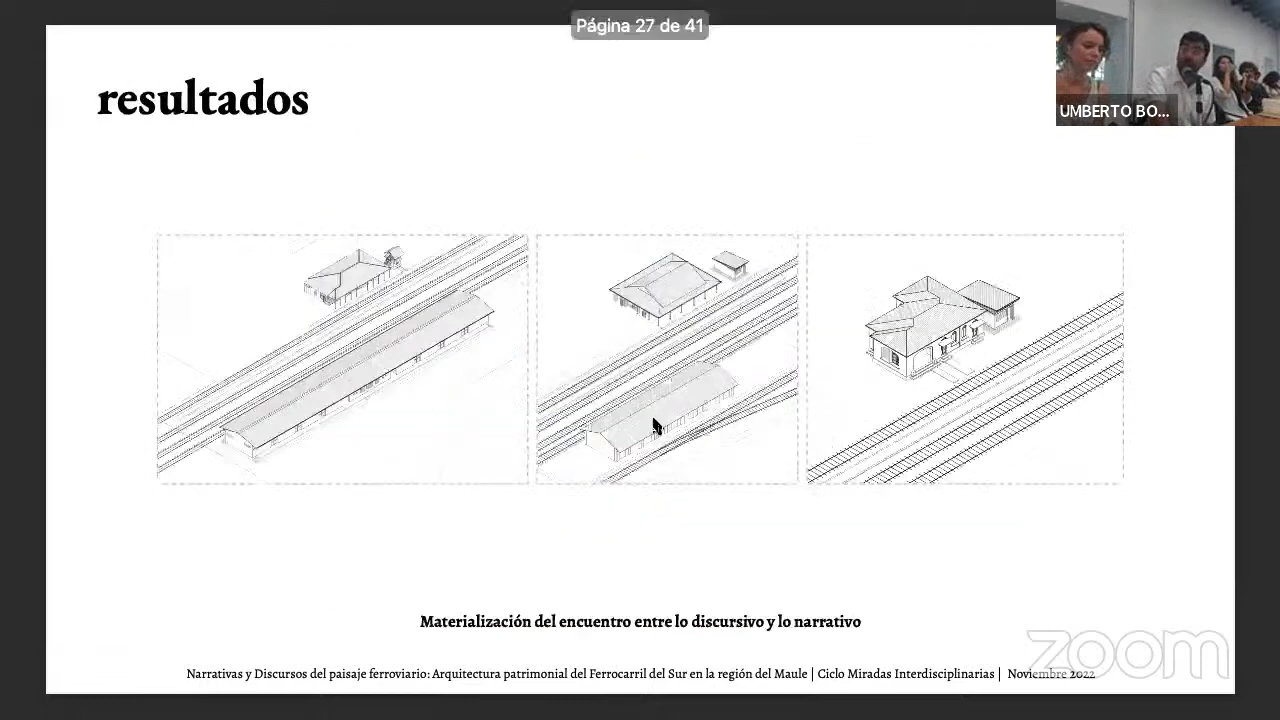 Página 27 de 41
resultados
UMBERTO BO...
Materialización del encuentro entre lo discursivo y lo narrativo
Narrativas y Discursos del paisaje ferroviario: Arquitectura patrimonial del Ferrocarril del Sur en la región del Maule | Ciclo Miradas Interdisciplinarias | Noviembre 2022
zoom